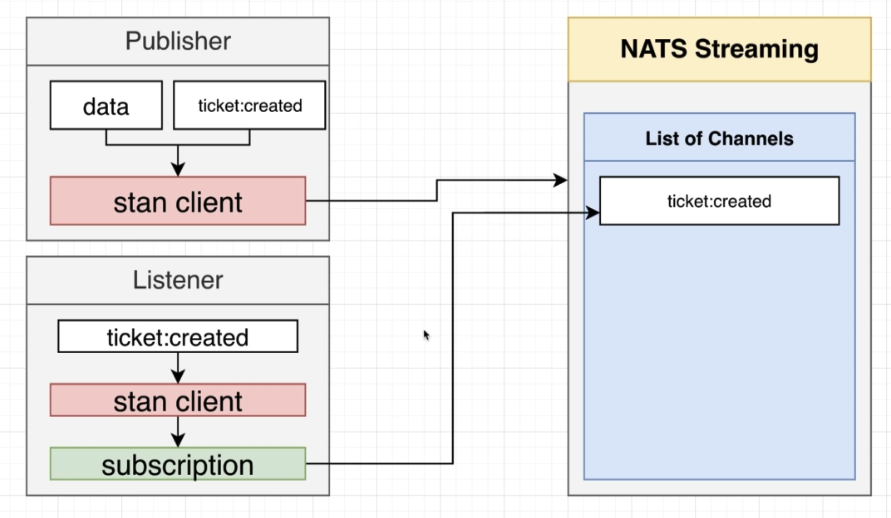 Publisher
data
ticket:created
stan client
Listener
ticket:created
stan client
subscription
NATS Streaming
List of Channels
ticket:created